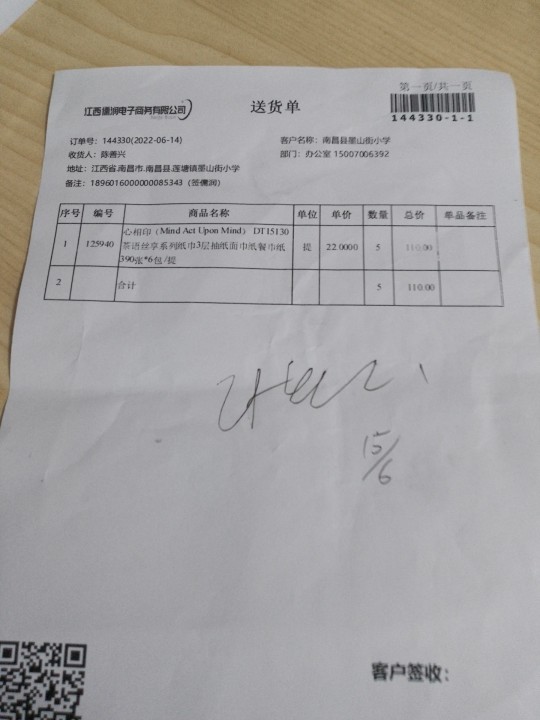 第一页/共一页
江西儒润电子商务有限公司
送货单
144330-1-1
订单号：144330(2022-06-14)
客户名称：南昌县墨山街小学
收货人：陈善兴
部门：办公室 15007006392
地址：江西省,南昌市,南昌县,莲塘镇墨山街小学
备注：1896016000000085343（签儒润）
序号 编号 商品名称 单位 单价 数量 总价 单品备注
1 125940 心相印（Mind Act Upon Mind） DT15130 提 22.0000 5 110.00
茶语丝享系列纸巾3层抽纸面巾纸餐巾纸
390张*6包/提
2 合计 5 110.00
15/6
客户签收：